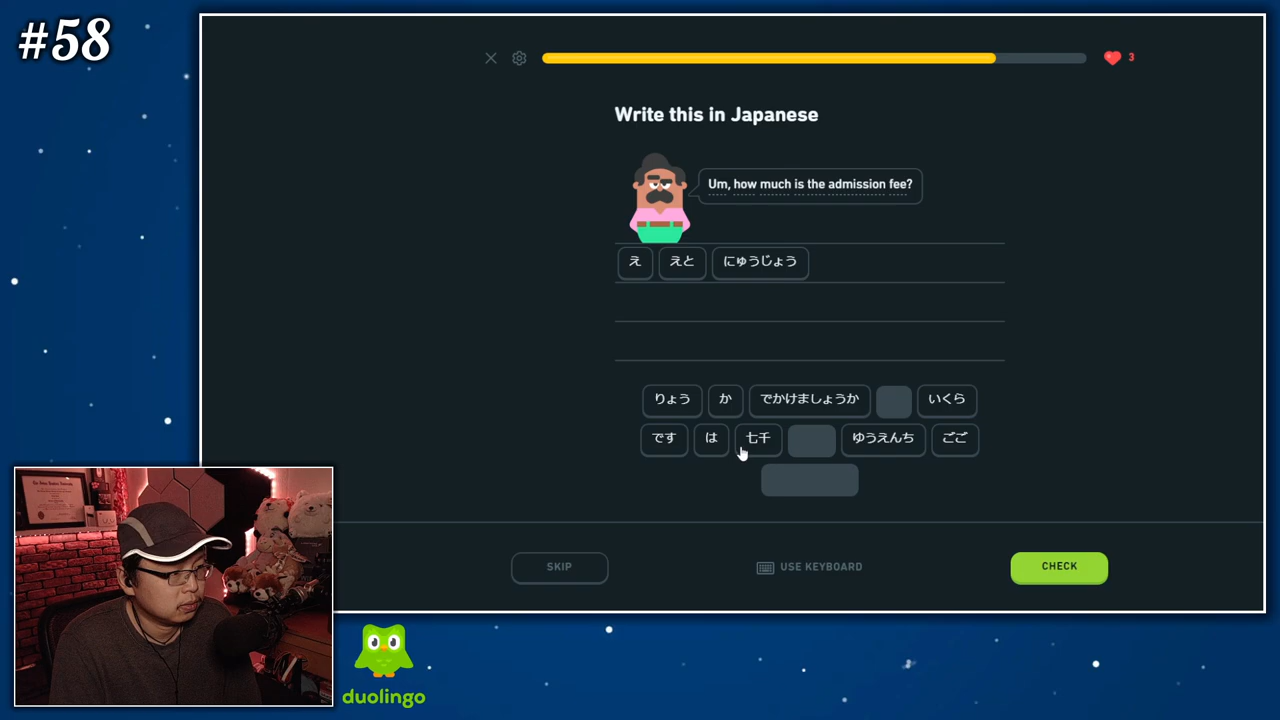 #58
3
Write this in Japanese
Um, how much is the admission fee?
え えと にゅうじょう
りょう か でかけましょうか いくら
です は 七千 ゆうえんち ごご
SKIP
USE KEYBOARD
CHECK
duolingo